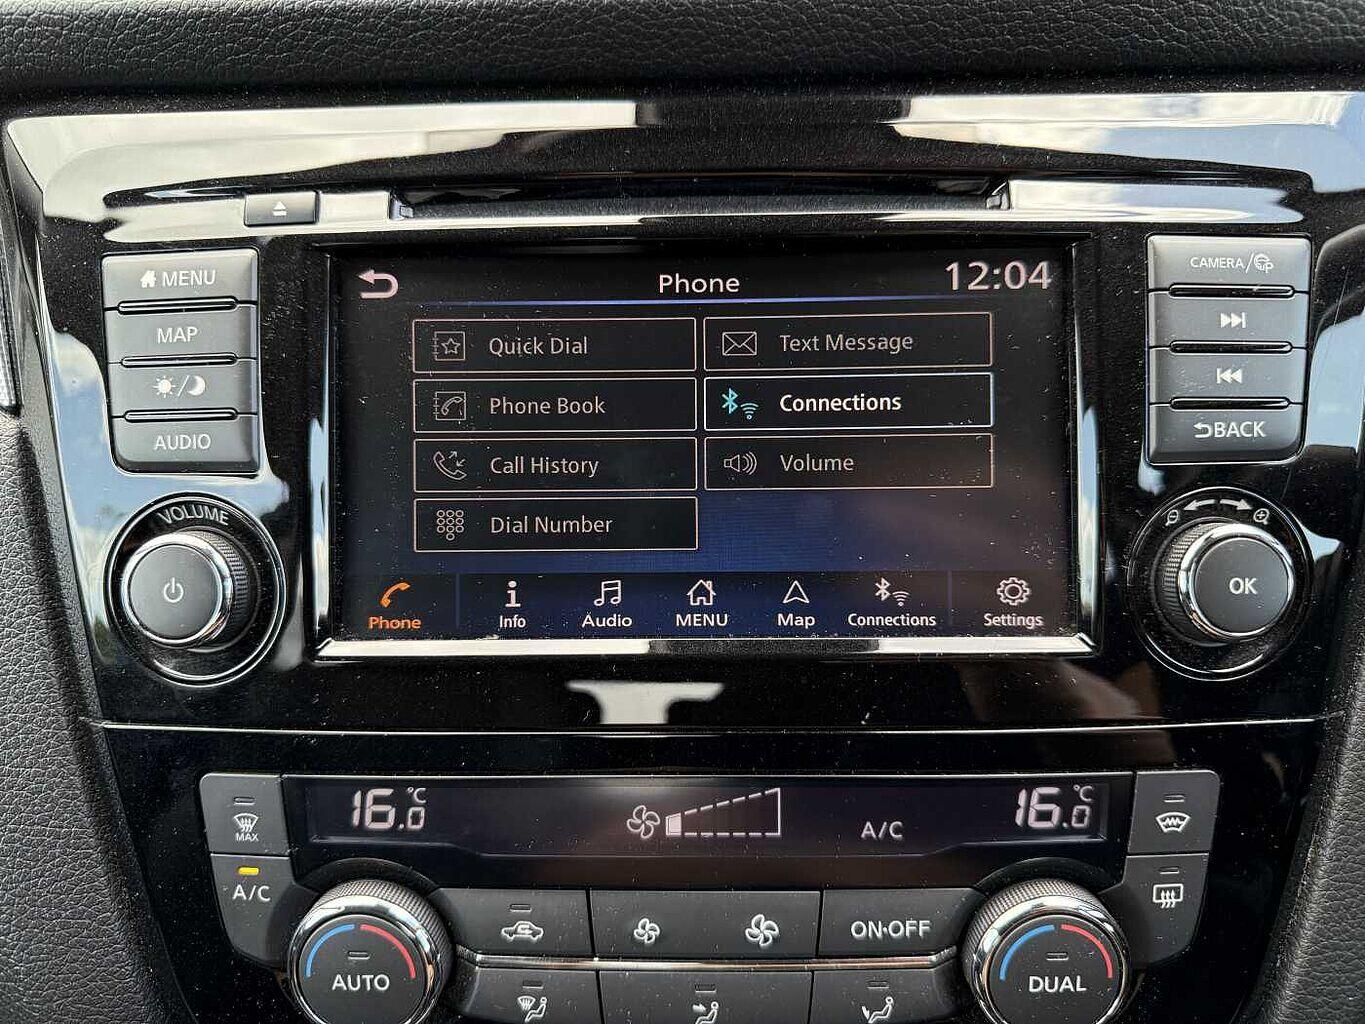 MENU
MAP
AUDIO
VOLUME
Phone
12:04
Quick Dial
Text Message
Phone Book
Connections
Call History
Volume
Dial Number
Phone
Info
Audio
MENU
Map
Connections
Settings
CAMERA/
BACK
OK
16.0 °C
A/C
16.0 °C
MAX
A/C
AUTO
ON·OFF
DUAL